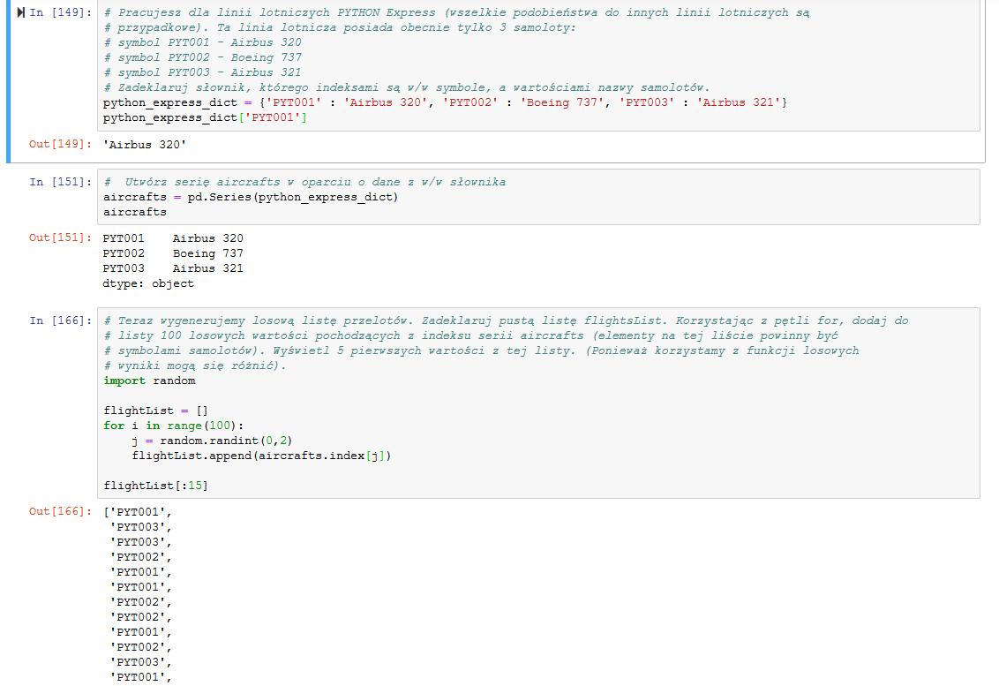 In [149]: # Pracujesz dla linii lotniczych PYTHON Express (wszelkie podobieństwa do innych linii lotniczych są
# przypadkowe). Ta linia lotnicza posiada obecnie tylko 3 samoloty:
# symbol PYT001 - Airbus 320
# symbol PYT002 - Boeing 737
# symbol PYT003 - Airbus 321
# Zadeklaruj słownik, którego indeksami są w/w symbole, a wartościami nazwy samolotów.
python_express_dict = {'PYT001' : 'Airbus 320', 'PYT002' : 'Boeing 737', 'PYT003' : 'Airbus 321'}
python_express_dict['PYT001']
Out[149]: 'Airbus 320'
In [151]: #  Utwórz serię aircrafts w oparciu o dane z w/w słownika
aircrafts = pd.Series(python_express_dict)
aircrafts
Out[151]: PYT001    Airbus 320
PYT002    Boeing 737
PYT003    Airbus 321
dtype: object
In [166]: # Teraz wygenerujemy losową listę przelotów. Zadeklaruj pustą listę flightsList. Korzystając z pętli for, dodaj do
# listy 100 losowych wartości pochodzących z indeksu serii aircrafts (elementy na tej liście powinny być
# symbolami samolotów). Wyświetl 5 pierwszych wartości z tej listy. (Ponieważ korzystamy z funkcji losowych
# wyniki mogą się różnić).
import random
flightList = []
for i in range(100):
    j = random.randint(0,2)
    flightList.append(aircrafts.index[j])
flightList[:15]
Out[166]: ['PYT001',
 'PYT003',
 'PYT003',
 'PYT002',
 'PYT001',
 'PYT001',
 'PYT002',
 'PYT002',
 'PYT001',
 'PYT002',
 'PYT003',
 'PYT001',